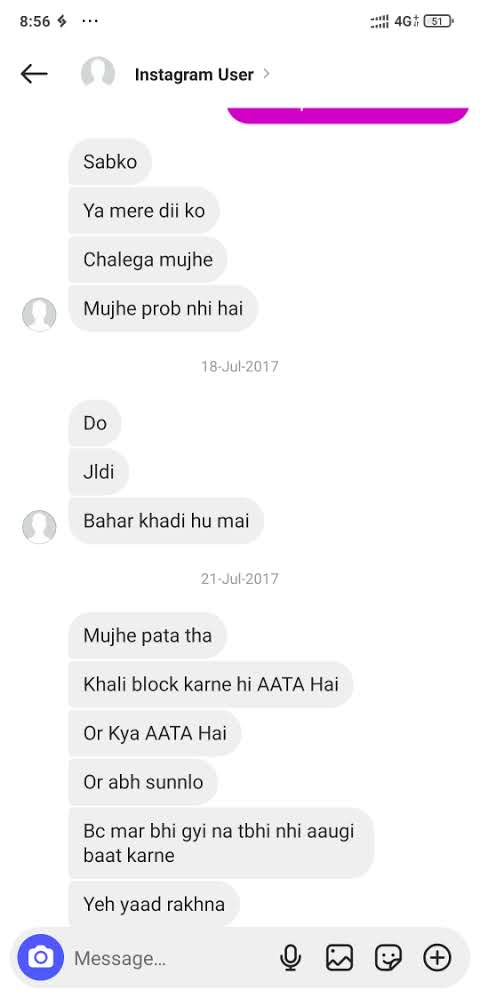 8:56
4G
51
Instagram User
Sabko
Ya mere dii ko
Chalega mujhe
Mujhe prob nhi hai
18-Jul-2017
Do
Jldi
Bahar khadi hu mai
21-Jul-2017
Mujhe pata tha
Khali block karne hi AATA Hai
Or Kya AATA Hai
Or abh sunnlo
Bc mar bhi gyi na tbhi nhi aaugi
baat karne
Yeh yaad rakhna
Message...